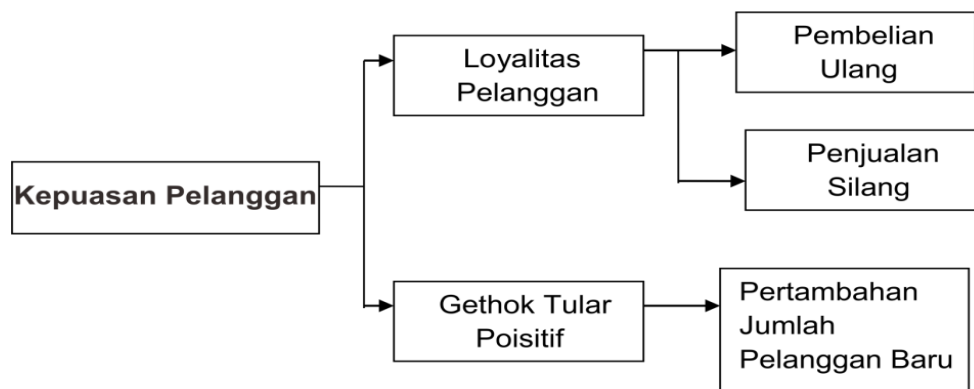 Kepuasan Pelanggan
Loyalitas
Pelanggan
Pembelian
Ulang
Penjualan
Silang
Gethok Tular
Poisitif
Pertambahan
Jumlah
Pelanggan Baru